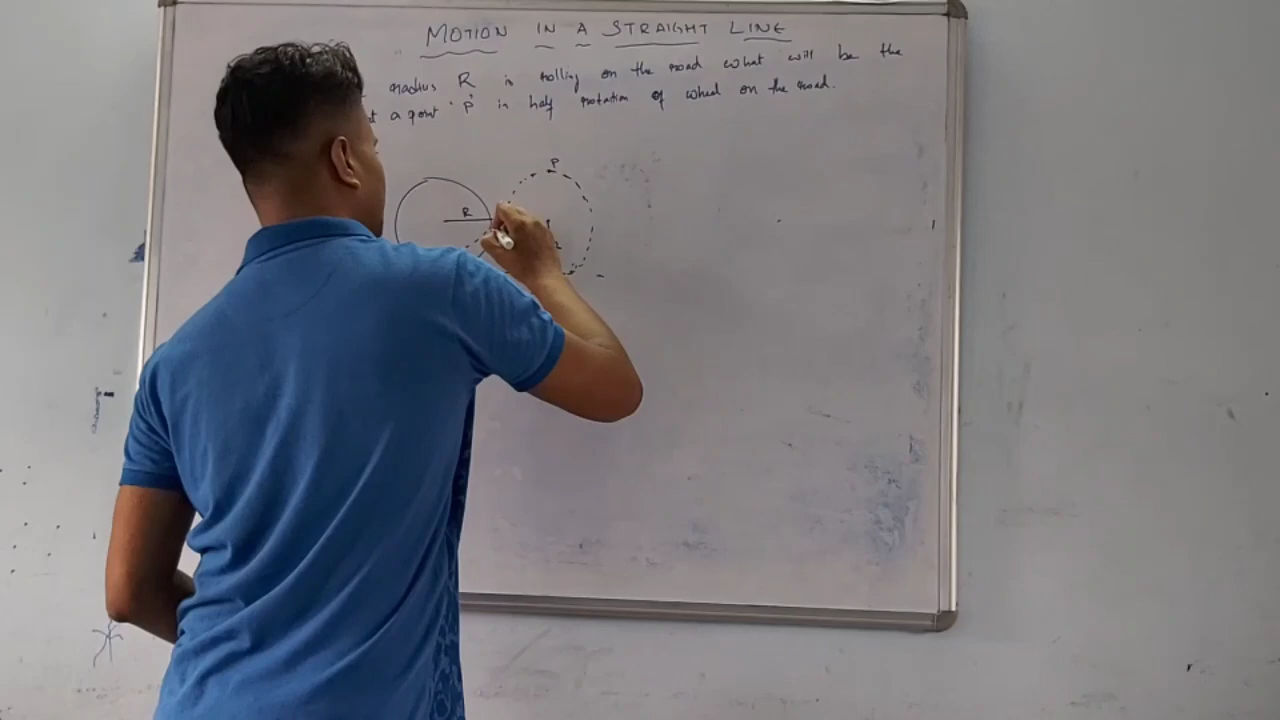 MOTION IN A STRAIGHT LINE
radius R is rolling on the road what will be the
t a point 'P' in half rotation of wheel on the road.
P
R